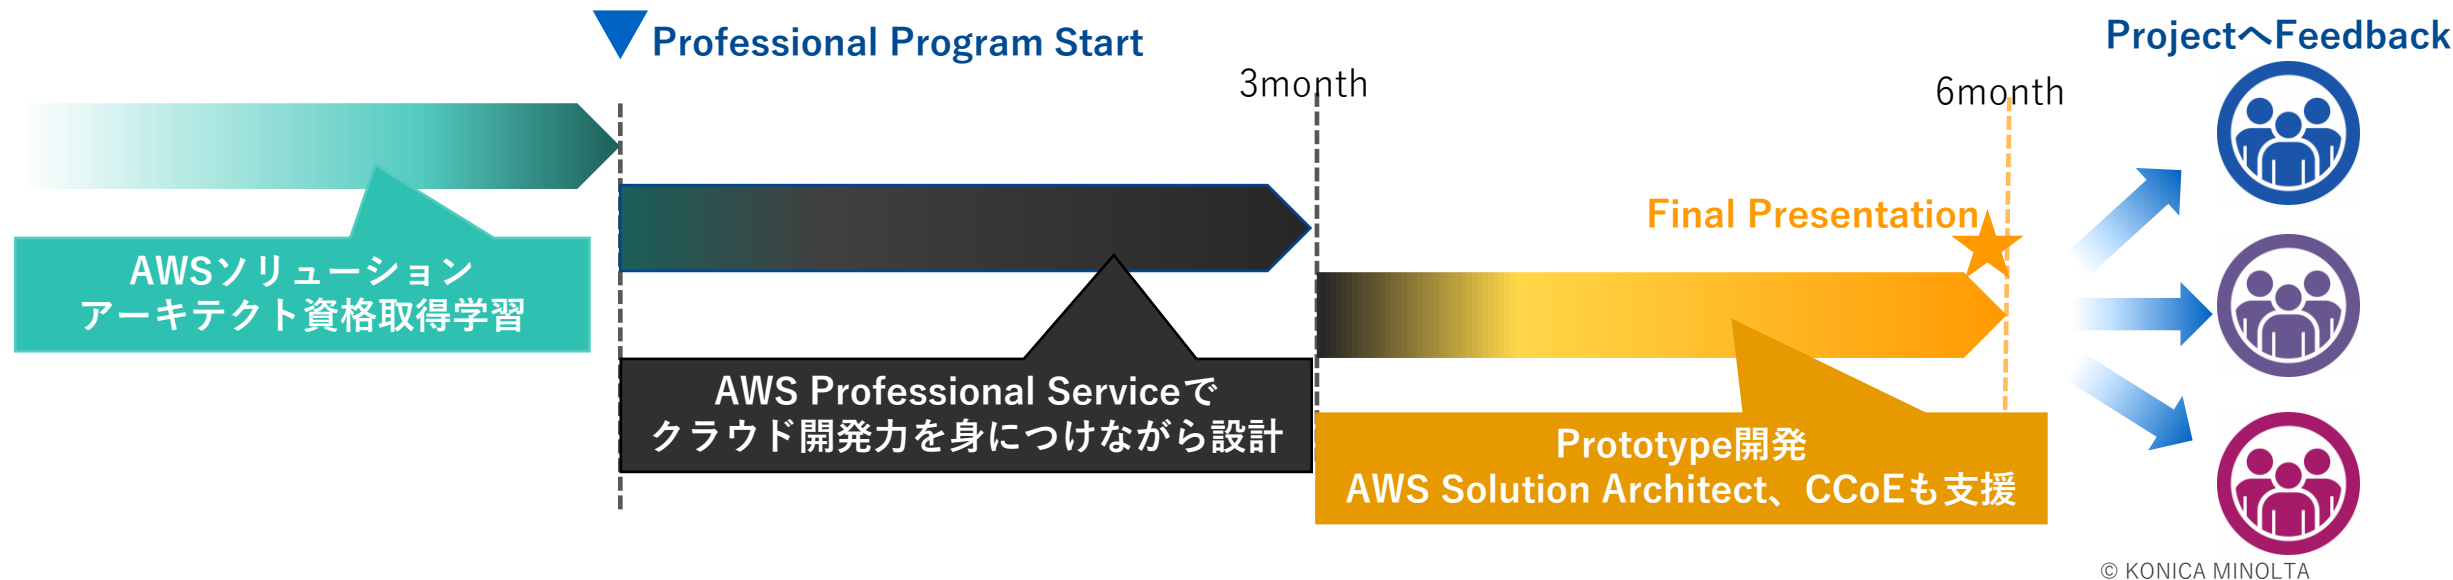 Professional Program Start
3month
6month
ProjectへFeedback
AWSソリューション
アーキテクト資格取得学習
AWS Professional Serviceで
クラウド開発力を身につけながら設計
Final Presentation
Prototype開発
AWS Solution Architect、CCoEも支援
© KONICA MINOLTA